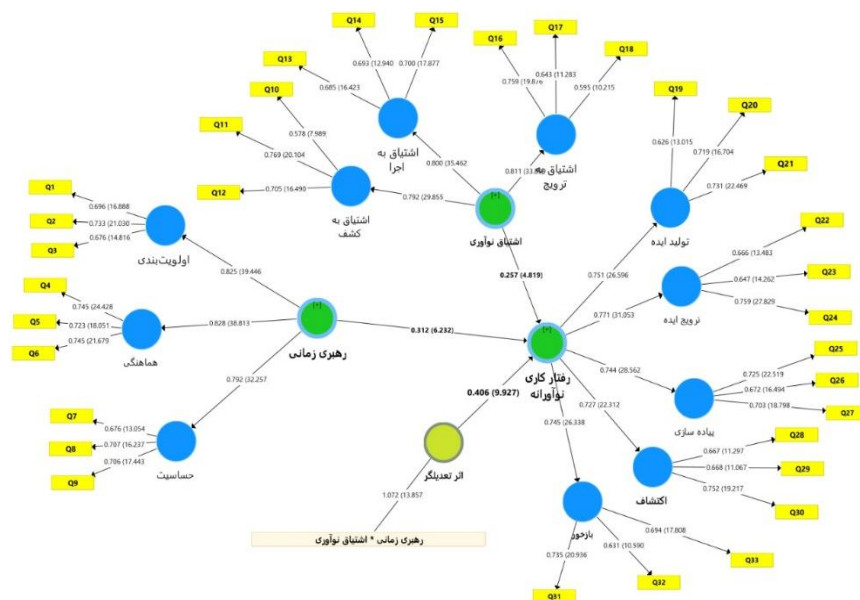 Q14
Q15
Q13
Q10
Q11
Q12
0.693 (12.940)
0.700 (17.877)
0.685 (16.423)
0.578 (7.989)
0.769 (20.104)
0.705 (16.490)
اشتیاق به
اجرا
اشتیاق به
کشف
0.800 (35.462)
0.792 (29.855)
Q16
Q17
Q18
0.643 (11.283)
0.595 (10.215)
اشتیاق به
ترویج
[+]
اشتیاق نوآوری
Q19
Q20
Q21
0.626 (13.015)
0.719 (16.704)
0.731 (22.469)
تولید ایده
Q1
Q2
Q3
0.696 (16.888)
0.733 (21.030)
0.676 (14.816)
اولویت‌بندی
0.825 (39.446)
Q4
Q5
Q6
0.745 (24.428)
0.723 (18.051)
0.745 (21.679)
هماهنگی
0.828 (38.813)
Q7
Q8
Q9
0.676 (13.054)
0.707 (16.237)
0.706 (17.443)
حساسیت
0.792 (32.257)
[+]
رهبری زمانی
0.257 (4.819)
0.312 (6.232)
0.406 (9.927)
[+]
رفتار کاری
نوآورانه
اثر تعدیلگر
1.072 (13.857)
رهبری زمانی * اشتیاق نوآوری
0.751 (26.596)
0.771 (31.053)
0.744 (28.562)
0.727 (22.312)
0.745 (26.338)
Q22
Q23
Q24
0.666 (13.483)
0.647 (14.262)
0.759 (27.829)
ترویج ایده
Q25
Q26
Q27
0.725 (22.519)
0.672 (16.494)
0.703 (18.798)
پیاده سازی
Q28
Q29
Q30
0.667 (11.297)
0.668 (11.067)
0.752 (19.217)
اکتشاف
بازخور
0.694 (17.808)
0.631 (10.590)
0.735 (20.936)
Q33
Q32
Q31